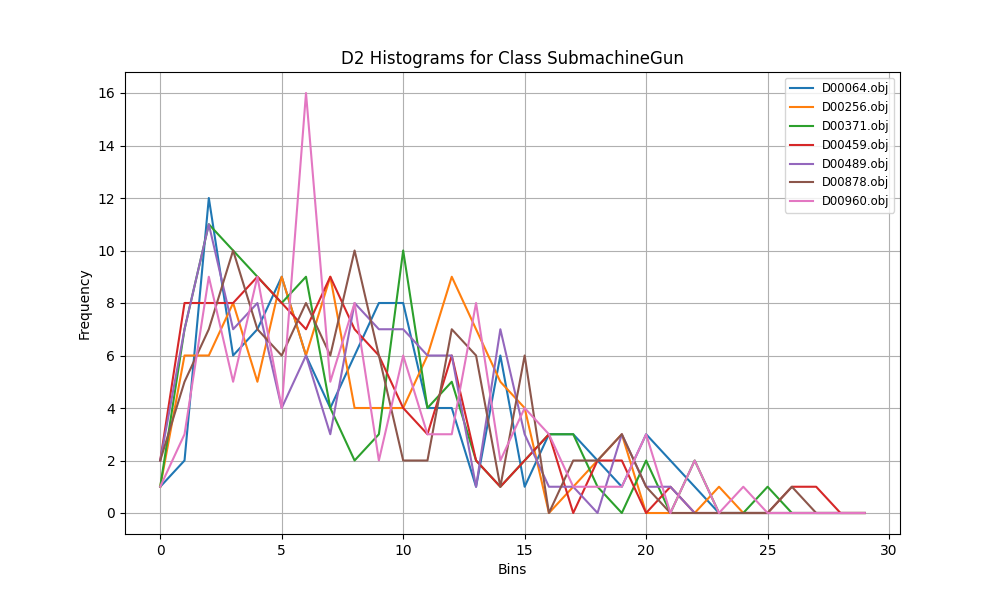 D2 Histograms for Class SubmachineGun
16
14
12
10
8
6
4
2
0
Frequency
0 5 10 15 20 25 30
Bins
D00064.obj
D00256.obj
D00371.obj
D00459.obj
D00489.obj
D00878.obj
D00960.obj